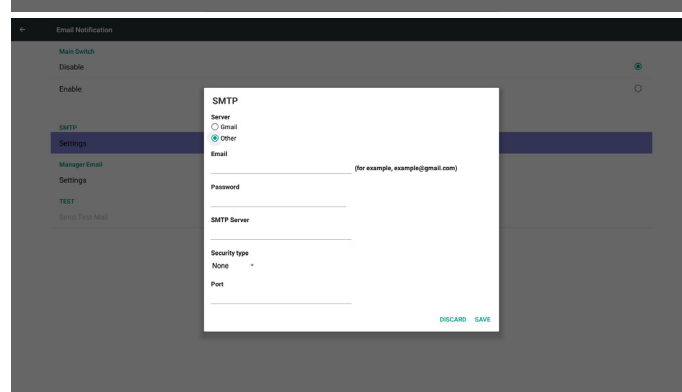 Email Notification
Main Switch
Disable
Enable
SMTP
Settings
Manager Email
Settings
TEST
Send Test Mail
SMTP
Server
Gmail
Other
Email
(for example, example@gmail.com)
Password
SMTP Server
Security type
None
Port
DISCARD SAVE